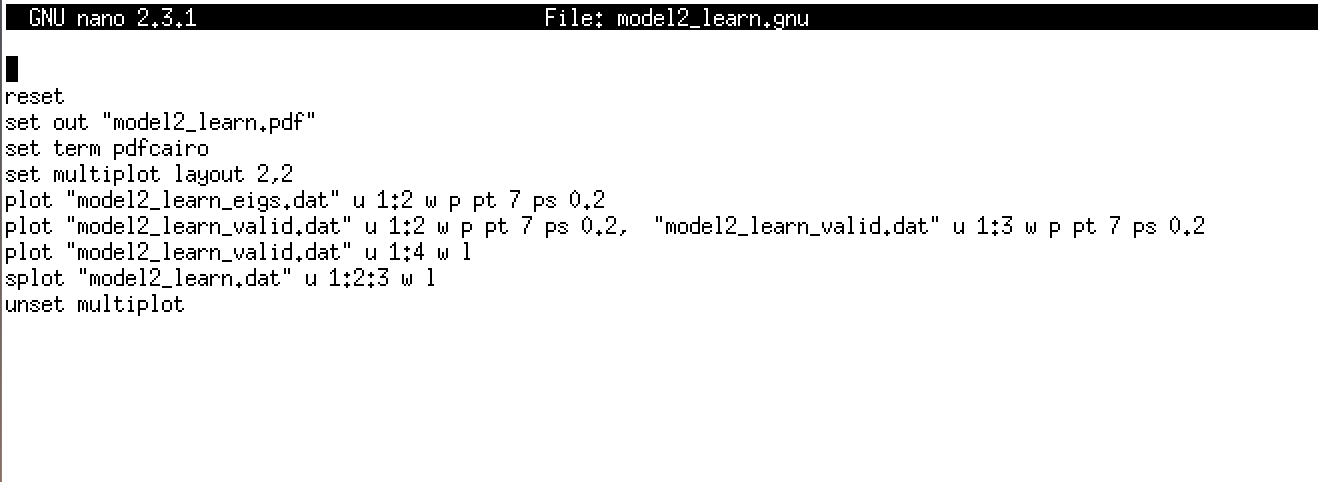 GNU nano 2.3.1 File: model2_learn.gnu
reset
set out "model2_learn.pdf"
set term pdfcairo
set multiplot layout 2,2
plot "model2_learn_eigs.dat" u 1:2 w p pt 7 ps 0.2
plot "model2_learn_valid.dat" u 1:2 w p pt 7 ps 0.2,  "model2_learn_valid.dat" u 1:3 w p pt 7 ps 0.2
plot "model2_learn_valid.dat" u 1:4 w l
splot "model2_learn.dat" u 1:2:3 w l
unset multiplot